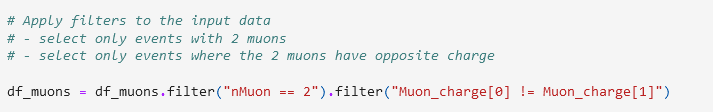 # Apply filters to the input data
# - select only events with 2 muons
# - select only events where the 2 muons have opposite charge
df_muons = df_muons.filter("nMuon == 2").filter("Muon_charge[0] != Muon_charge[1]")